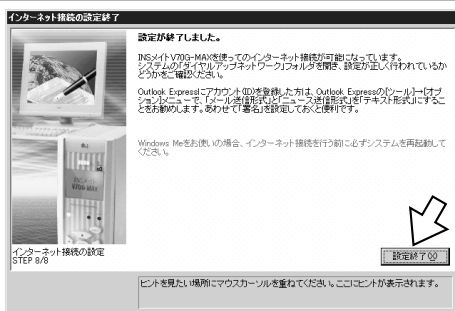 インターネット接続の設定終了
設定が終了しました。
INSメイトV70G-MAXを使ってのインターネット接続が可能になっています。
システムの「ダイヤルアップネットワーク」フォルダを開き、設定が正しく行われているか
どうかをご確認ください。
Outlook Expressにアカウント(ID)を登録した方は、Outlook Expressの[ツール]→[オプ
ション]メニューで、「メール送信形式」と「ニュース送信形式」を「テキスト形式」にするこ
とをお勧めします。あわせて「署名」を設定しておくと便利です。
Windows Meをお使いの場合、インターネット接続を行う前に必ずシステムを再起動して
ください。
INSメイト
V70G-MAX
インターネット接続の設定
STEP 8/8
設定終了(X)
ヒントを見たい場所にマウスカーソルを重ねてください。ここにヒントが表示されます。